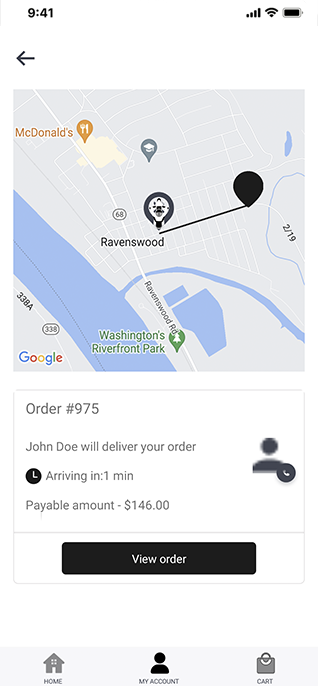 9:41
McDonald's
68
Ravenswood
2/19
Ravenswood Rd
338A
338
Washington's
Riverfront Park
Google
Order #975
John Doe will deliver your order
Arriving in:1 min
Payable amount - $146.00
View order
HOME
MY ACCOUNT
CART